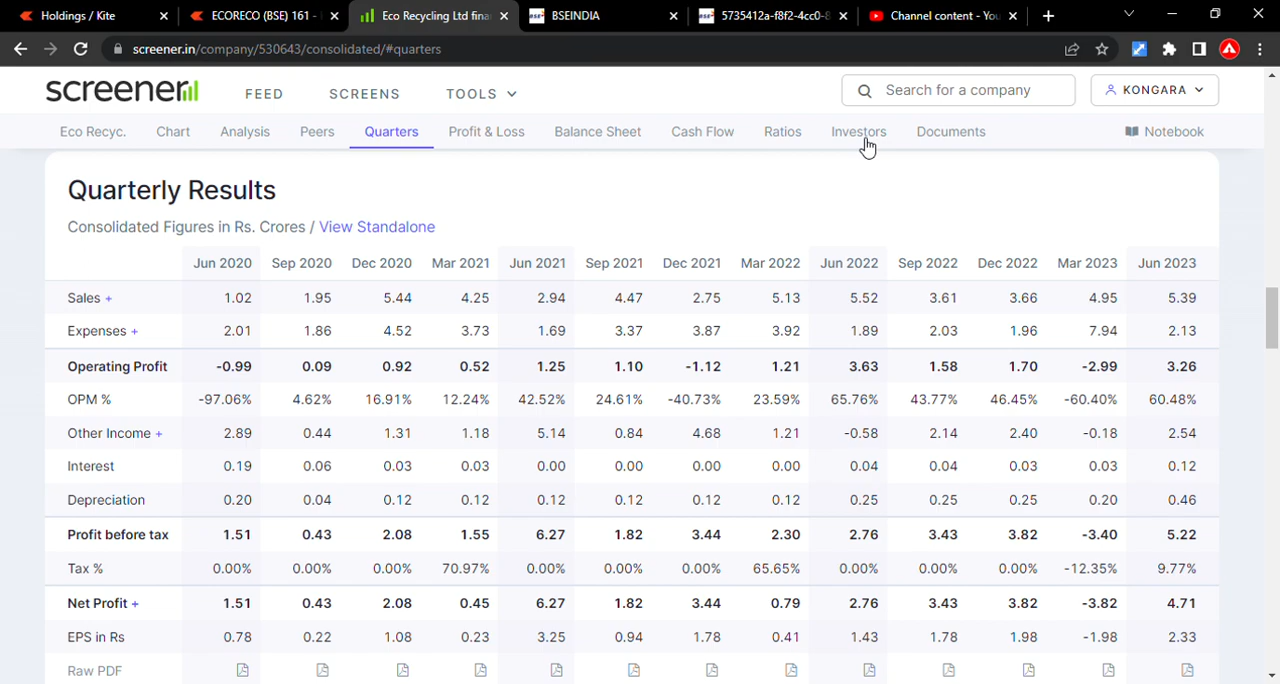 Holdings / Kite
ECORECO (BSE) 161 -
Eco Recycling Ltd fina
BSEINDIA
5735412a-f8f2-4cc0-8
Channel content - You
screener.in/company/530643/consolidated/#quarters
screener
FEED
SCREENS
TOOLS
Search for a company
KONGARA
Eco Recyc. Chart Analysis Peers Quarters Profit & Loss Balance Sheet Cash Flow Ratios Investors Documents Notebook
Quarterly Results
Consolidated Figures in Rs. Crores / View Standalone
Jun 2020 Sep 2020 Dec 2020 Mar 2021 Jun 2021 Sep 2021 Dec 2021 Mar 2022 Jun 2022 Sep 2022 Dec 2022 Mar 2023 Jun 2023
Sales + 1.02 1.95 5.44 4.25 2.94 4.47 2.75 5.13 5.52 3.61 3.66 4.95 5.39
Expenses + 2.01 1.86 4.52 3.73 1.69 3.37 3.87 3.92 1.89 2.03 1.96 7.94 2.13
Operating Profit -0.99 0.09 0.92 0.52 1.25 1.10 -1.12 1.21 3.63 1.58 1.70 -2.99 3.26
OPM % -97.06% 4.62% 16.91% 12.24% 42.52% 24.61% -40.73% 23.59% 65.76% 43.77% 46.45% -60.40% 60.48%
Other Income + 2.89 0.44 1.31 1.18 5.14 0.84 4.68 1.21 -0.58 2.14 2.40 -0.18 2.54
Interest 0.19 0.06 0.03 0.03 0.00 0.00 0.00 0.00 0.04 0.04 0.03 0.03 0.12
Depreciation 0.20 0.04 0.12 0.12 0.12 0.12 0.12 0.12 0.25 0.25 0.25 0.20 0.46
Profit before tax 1.51 0.43 2.08 1.55 6.27 1.82 3.44 2.30 2.76 3.43 3.82 -3.40 5.22
Tax % 0.00% 0.00% 0.00% 70.97% 0.00% 0.00% 0.00% 65.65% 0.00% 0.00% 0.00% -12.35% 9.77%
Net Profit + 1.51 0.43 2.08 0.45 6.27 1.82 3.44 0.79 2.76 3.43 3.82 -3.82 4.71
EPS in Rs 0.78 0.22 1.08 0.23 3.25 0.94 1.78 0.41 1.43 1.78 1.98 -1.98 2.33
Raw PDF